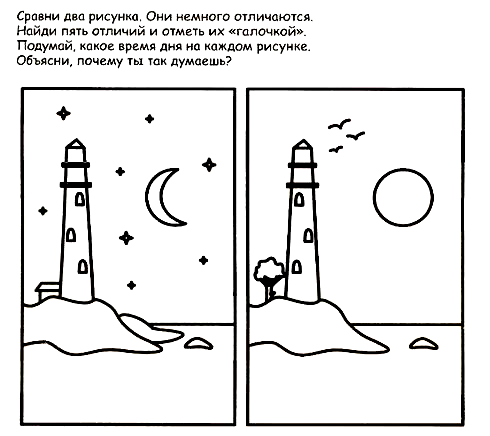 Сравни два рисунка. Они немного отличаются.
Найди пять отличий и отметь их «галочкой».
Подумай, какое время дня на каждом рисунке.
Объясни, почему ты так думаешь?